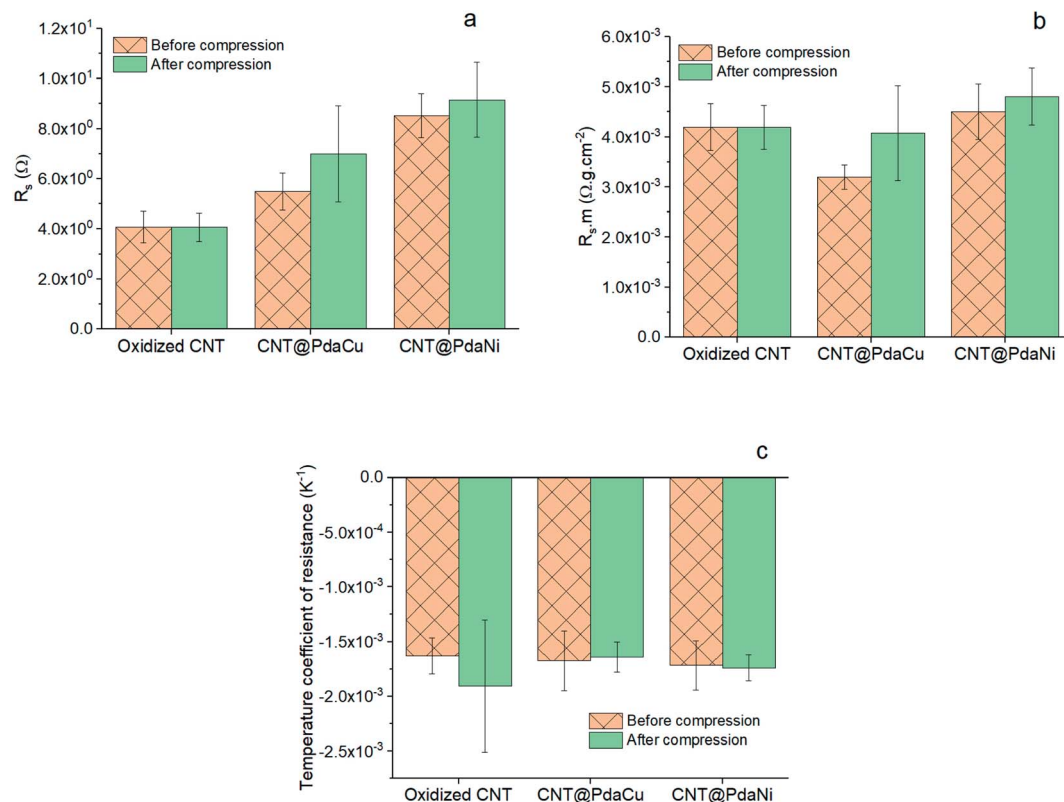 a
1.2x10¹
1.0x10¹
8.0x10⁰
6.0x10⁰
4.0x10⁰
2.0x10⁰
0.0
Rₛ (Ω)
Before compression
After compression
Oxidized CNT CNT@PdaCu CNT@PdaNi
b
6.0x10⁻³
5.0x10⁻³
4.0x10⁻³
3.0x10⁻³
2.0x10⁻³
1.0x10⁻³
0.0
Rₛ.m (Ω.g.cm⁻²)
Before compression
After compression
Oxidized CNT CNT@PdaCu CNT@PdaNi
c
0.0
-5.0x10⁻⁴
-1.0x10⁻³
-1.5x10⁻³
-2.0x10⁻³
-2.5x10⁻³
Temperature coefficient of resistance (K⁻¹)
Before compression
After compression
Oxidized CNT CNT@PdaCu CNT@PdaNi